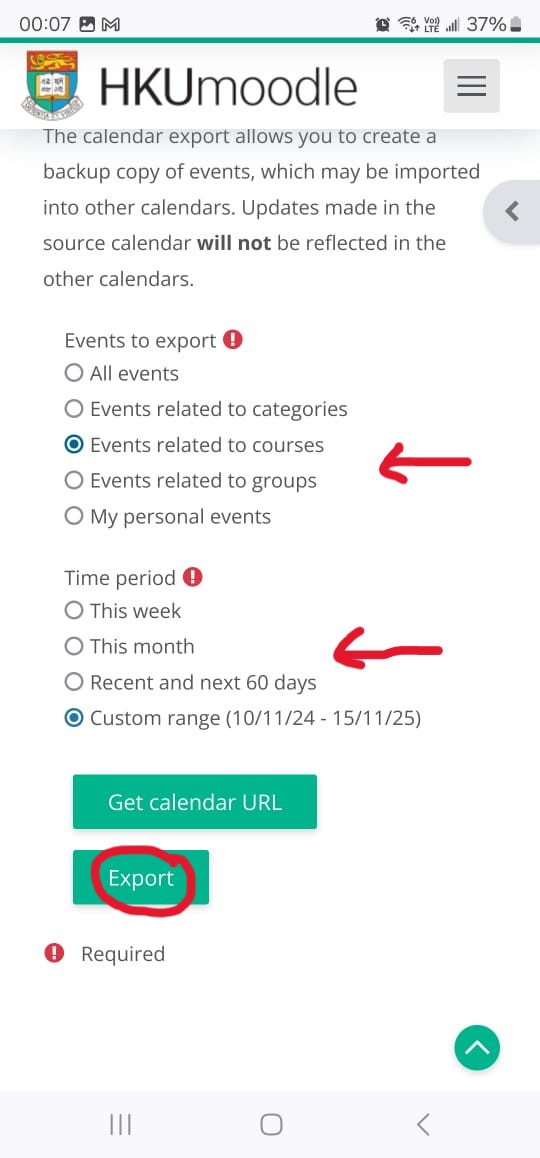 00:07
Vo)) LTE
37%
HKUmoodle
The calendar export allows you to create a
backup copy of events, which may be imported
into other calendars. Updates made in the
source calendar will not be reflected in the
other calendars.
Events to export
All events
Events related to categories
Events related to courses
Events related to groups
My personal events
Time period
This week
This month
Recent and next 60 days
Custom range (10/11/24 - 15/11/25)
Get calendar URL
Export
Required